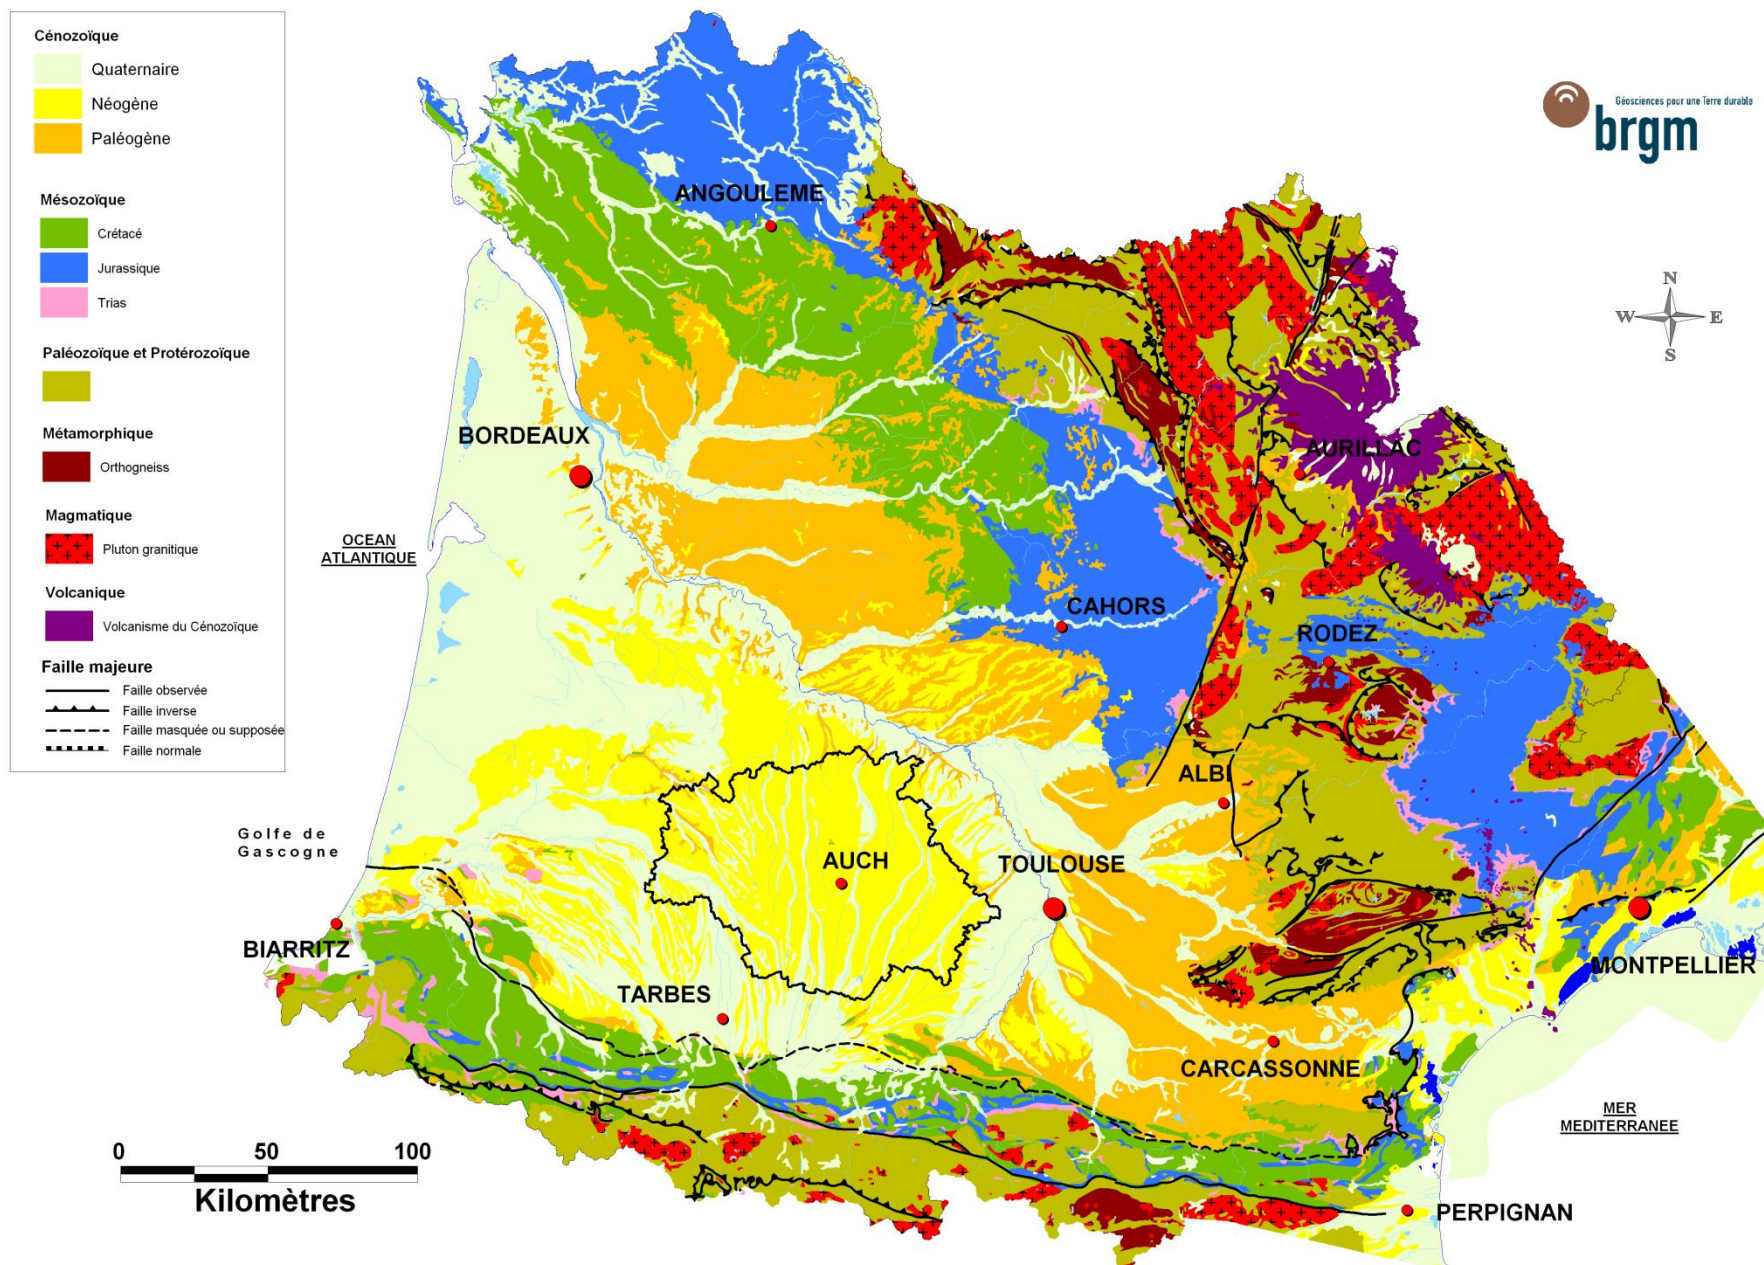 Cénozoïque
Quaternaire
Néogène
Paléogène
Mésozoïque
Crétacé
Jurassique
Trias
Paléozoïque et Protérozoïque
Métamorphique
Orthogneiss
Magmatique
Pluton granitique
Volcanique
Volcanisme du Cénozoïque
Faille majeure
Faille observée
Faille inverse
Faille masquée ou supposée
Faille normale
Géosciences pour une Terre durable
brgm
N
W
E
S
ANGOULEME
BORDEAUX
AURILLAC
OCEAN
ATLANTIQUE
CAHORS
RODEZ
ALBI
Golfe de
Gascogne
AUCH
TOULOUSE
BIARRITZ
MONTPELLIER
TARBES
CARCASSONNE
MER
MEDITERRANEE
0 50 100
Kilomètres
PERPIGNAN